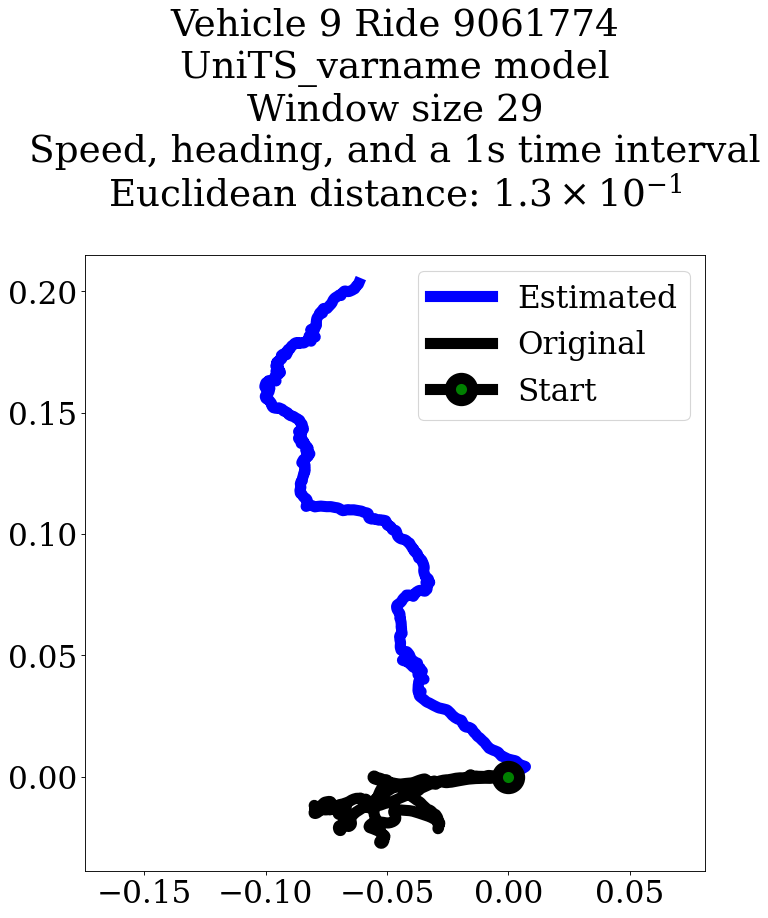 Vehicle 9 Ride 9061774
UniTS_varname model
Window size 29
Speed, heading, and a 1s time interval
Euclidean distance: 1.3 × 10⁻¹
Estimated
Original
Start
0.20
0.15
0.10
0.05
0.00
−0.15 −0.10 −0.05 0.00 0.05